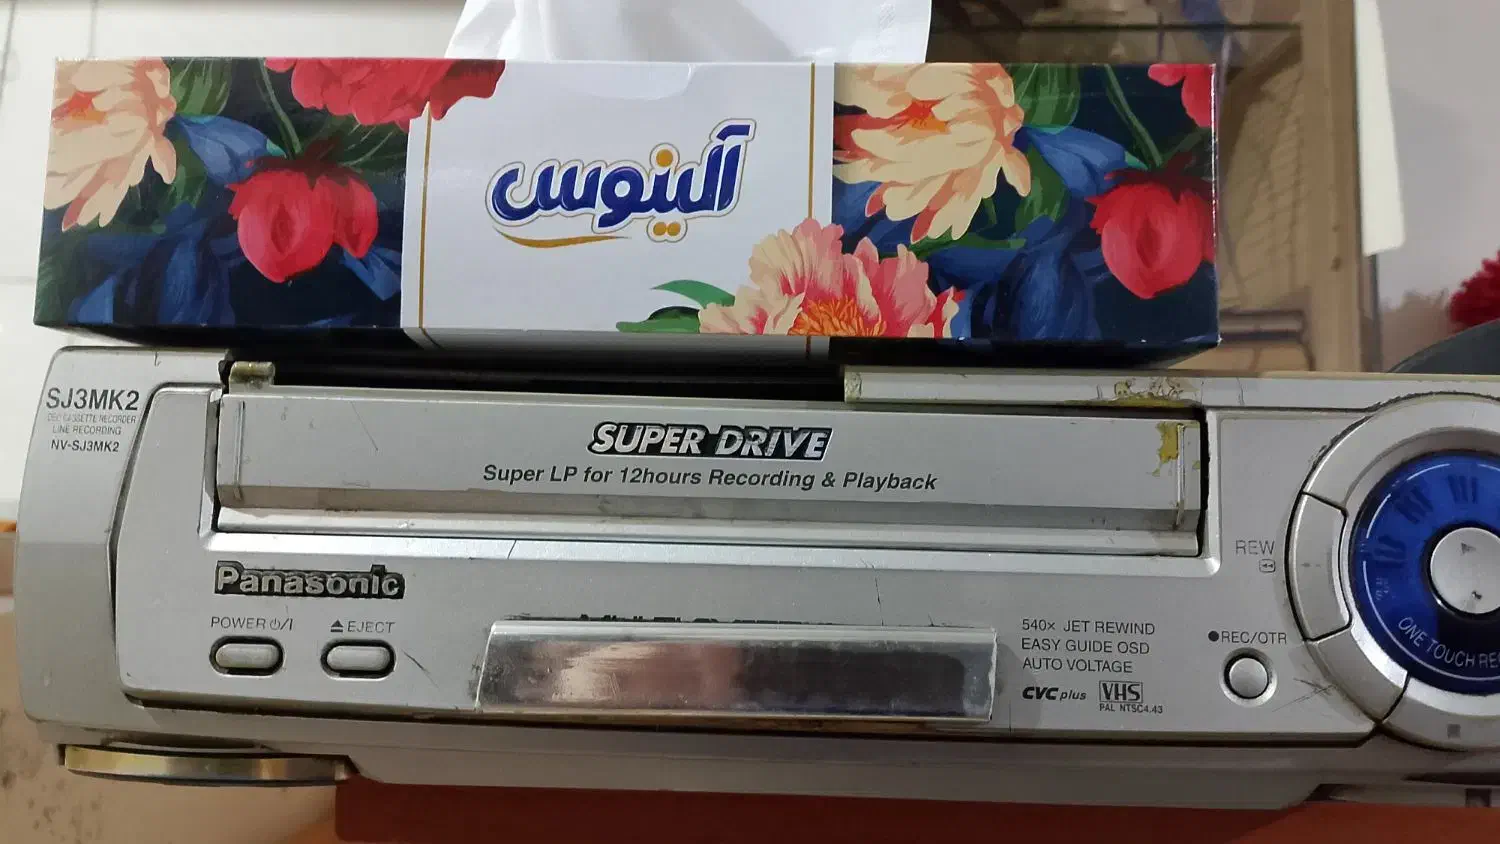 آلینوس
SJ3MK2
LINE RECORDING
NV-SJ3MK2
SUPER DRIVE
Super LP for 12hours Recording & Playback
Panasonic
POWER ⏻/I
▲EJECT
540× JET REWIND
EASY GUIDE OSD
AUTO VOLTAGE
CVC plus VHS
PAL NTSC4.43
REW
●REC/OTR
ONE TOUCH